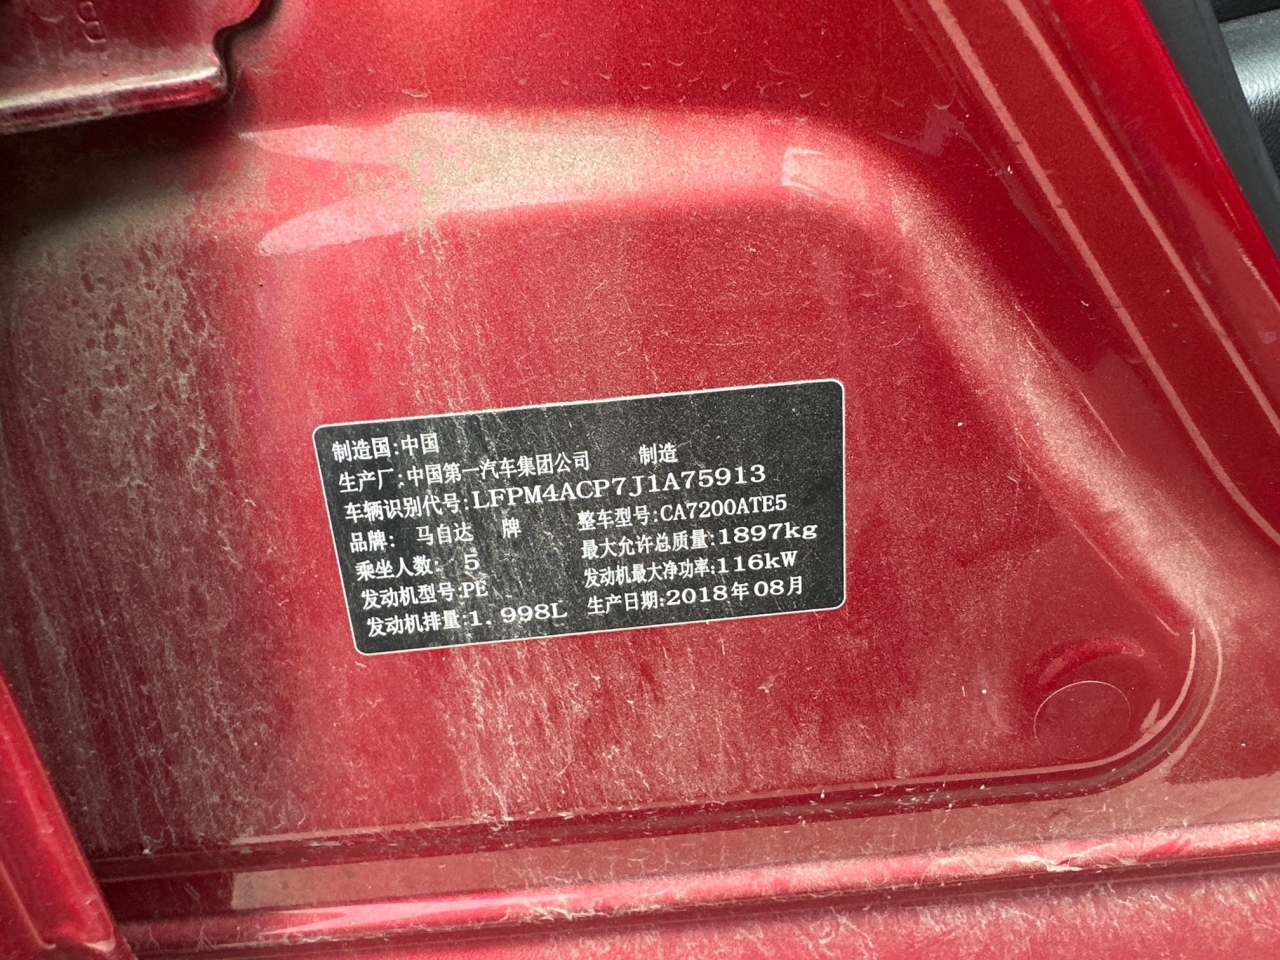 制造国:中国
生产厂:中国第一汽车集团公司 制造
车辆识别代号:LFPM4ACP7J1A75913
品牌: 马自达 牌 整车型号:CA7200ATE5
乘坐人数: 5 最大允许总质量:1897kg
发动机型号:PE 发动机最大净功率:116kW
发动机排量:1.998L 生产日期:2018年08月